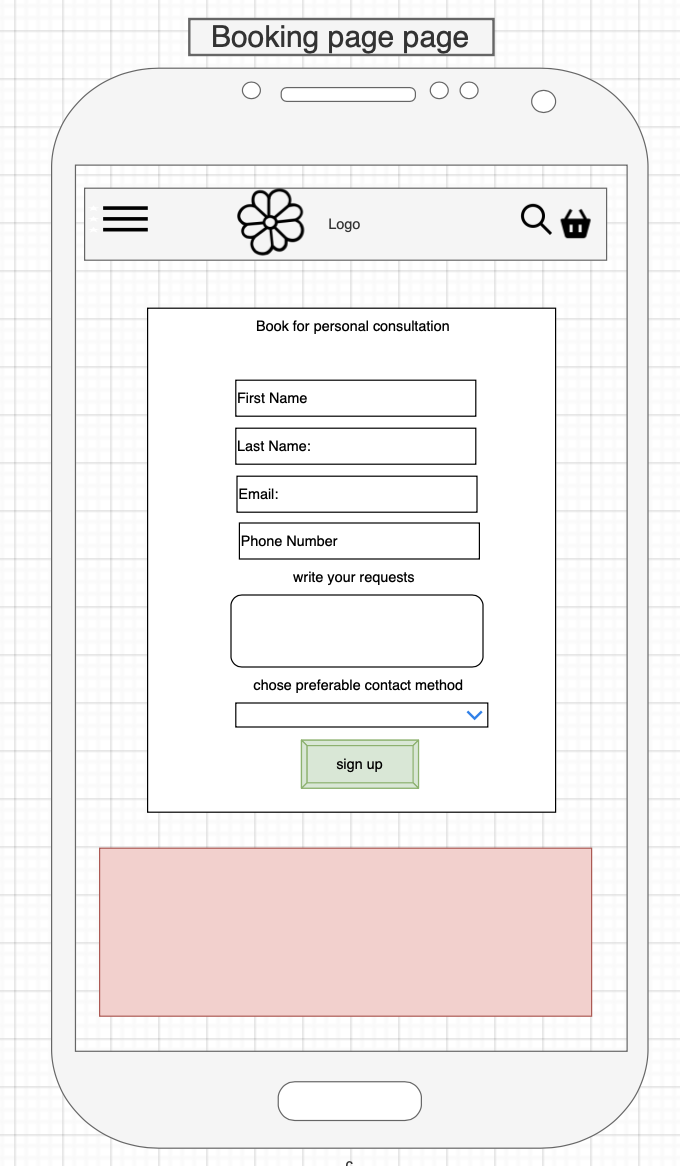 Booking page page
Logo
Book for personal consultation
First Name
Last Name:
Email:
Phone Number
write your requests
chose preferable contact method
sign up